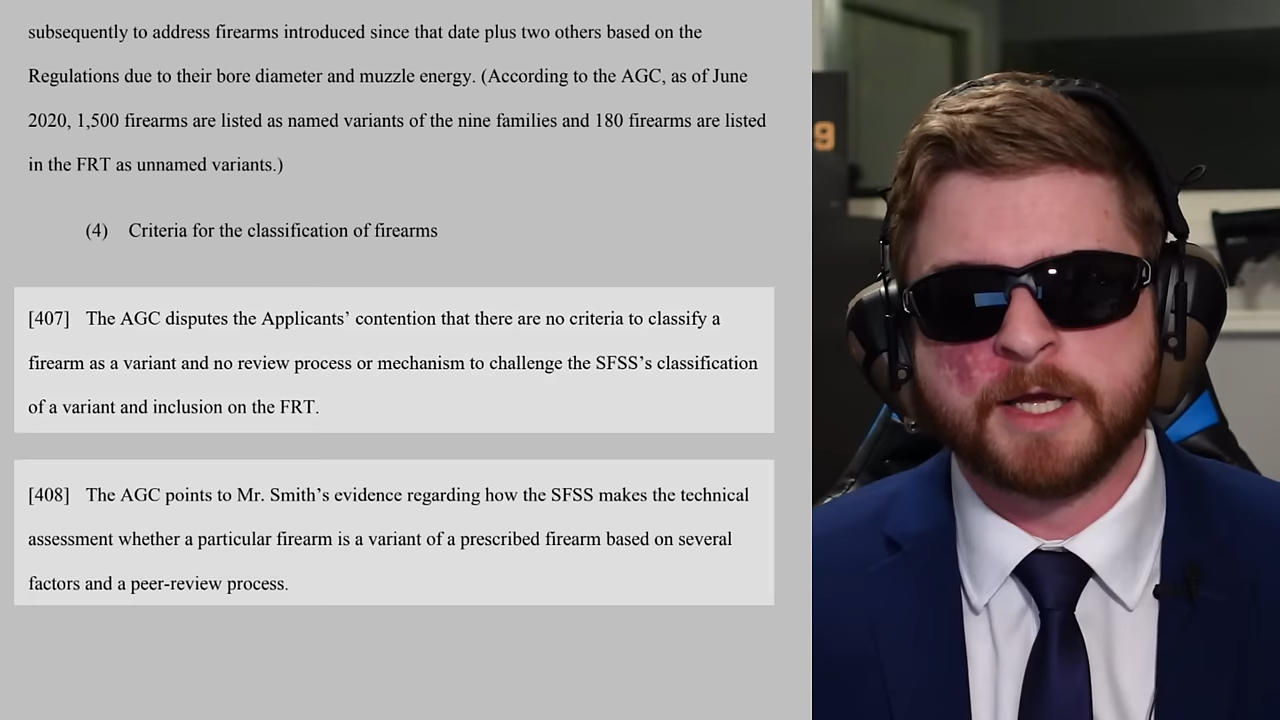 subsequently to address firearms introduced since that date plus two others based on the
Regulations due to their bore diameter and muzzle energy. (According to the AGC, as of June
2020, 1,500 firearms are listed as named variants of the nine families and 180 firearms are listed
in the FRT as unnamed variants.)
(4) Criteria for the classification of firearms
[407] The AGC disputes the Applicants’ contention that there are no criteria to classify a
firearm as a variant and no review process or mechanism to challenge the SFSS’s classification
of a variant and inclusion on the FRT.
[408] The AGC points to Mr. Smith’s evidence regarding how the SFSS makes the technical
assessment whether a particular firearm is a variant of a prescribed firearm based on several
factors and a peer-review process.
9